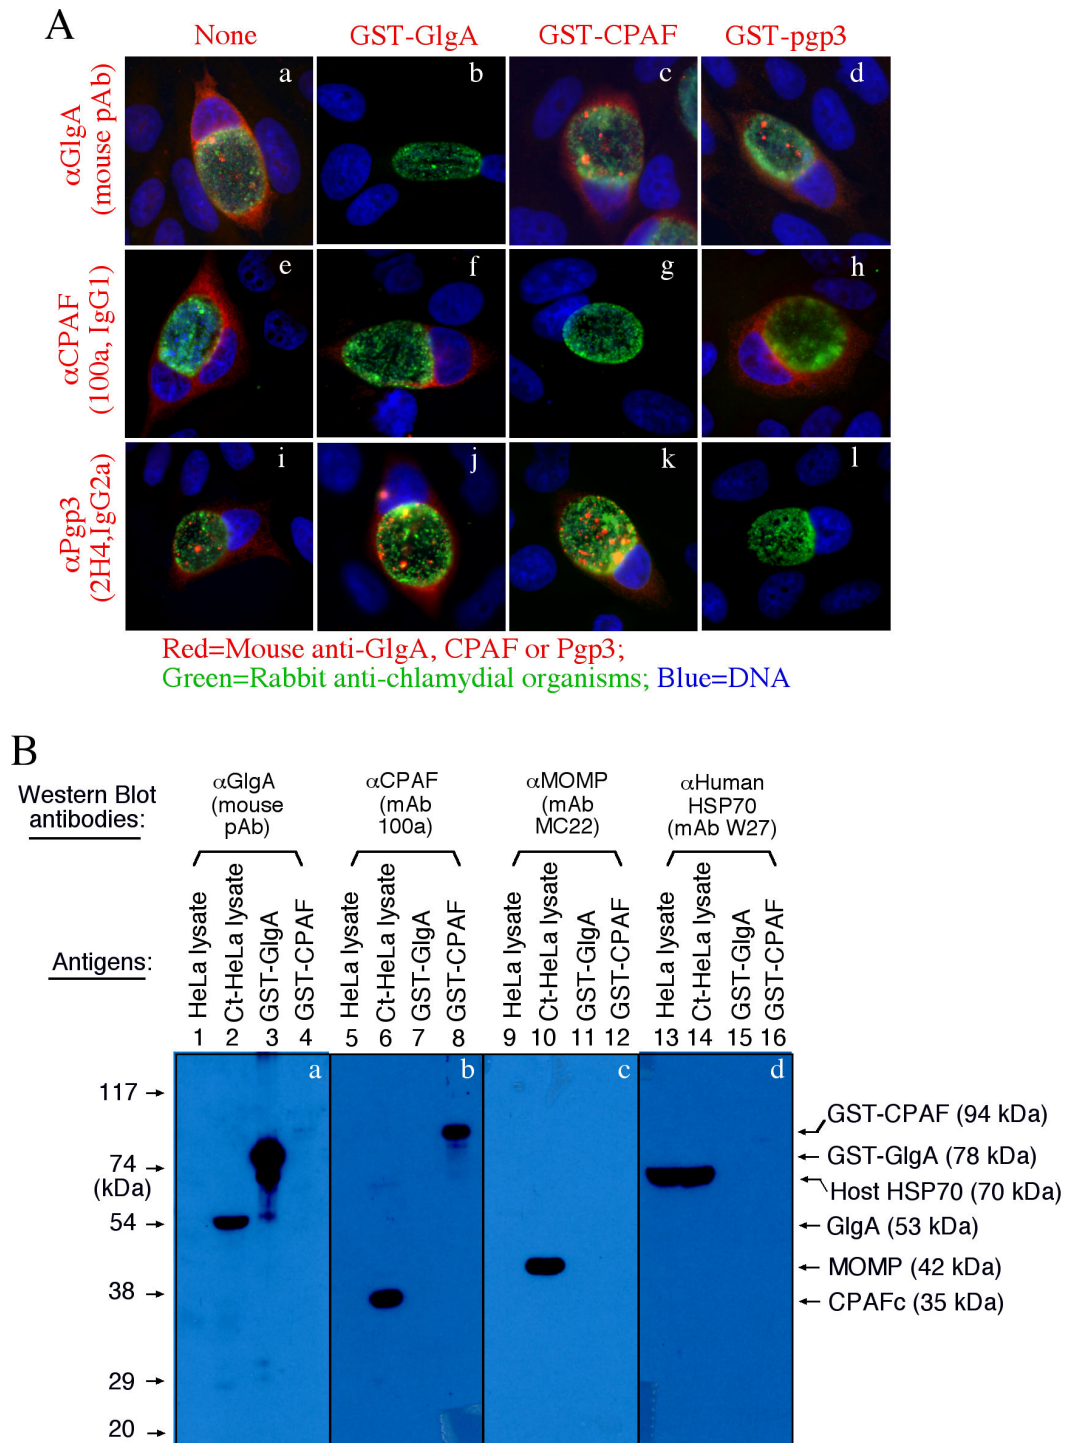 A
None GST-GlgA GST-CPAF GST-pgp3
αGlgA
(mouse pAb)
a b c d
αCPAF
(100a, IgG1)
e f g h
αPgp3
(2H4,IgG2a)
i j k l
Red=Mouse anti-GlgA, CPAF or Pgp3;
Green=Rabbit anti-chlamydial organisms; Blue=DNA
B
Western Blot
antibodies:
αGlgA
(mouse
pAb)
αCPAF
(mAb
100a)
αMOMP
(mAb
MC22)
αHuman
HSP70
(mAb W27)
Antigens:
HeLa lysate
Ct-HeLa lysate
GST-GlgA
GST-CPAF
HeLa lysate
Ct-HeLa lysate
GST-GlgA
GST-CPAF
HeLa lysate
Ct-HeLa lysate
GST-GlgA
GST-CPAF
HeLa lysate
Ct-HeLa lysate
GST-GlgA
GST-CPAF
1 2 3 4 5 6 7 8 9 10 11 12 13 14 15 16
a b c d
117
74
(kDa)
54
38
29
20
GST-CPAF (94 kDa)
GST-GlgA (78 kDa)
Host HSP70 (70 kDa)
GlgA (53 kDa)
MOMP (42 kDa)
CPAFc (35 kDa)